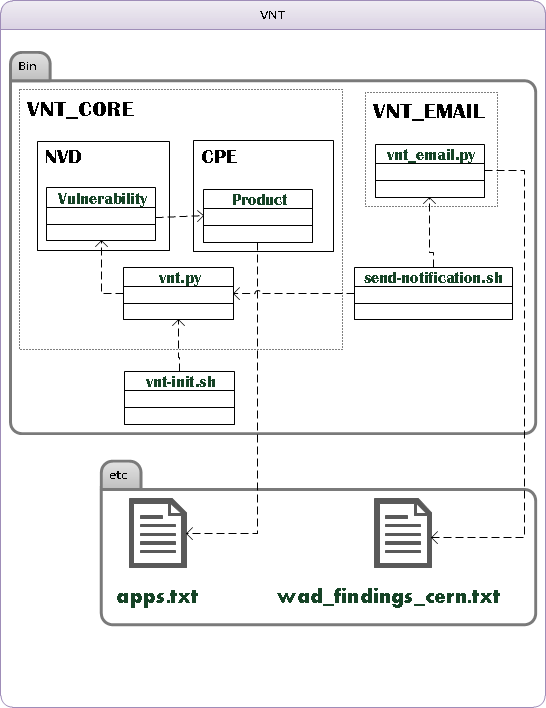 VNT
Bin
VNT_CORE
VNT_EMAIL
NVD
CPE
vnt_email.py
Vulnerability
Product
vnt.py
send-notification.sh
vnt-init.sh
etc
apps.txt
wad_findings_cern.txt